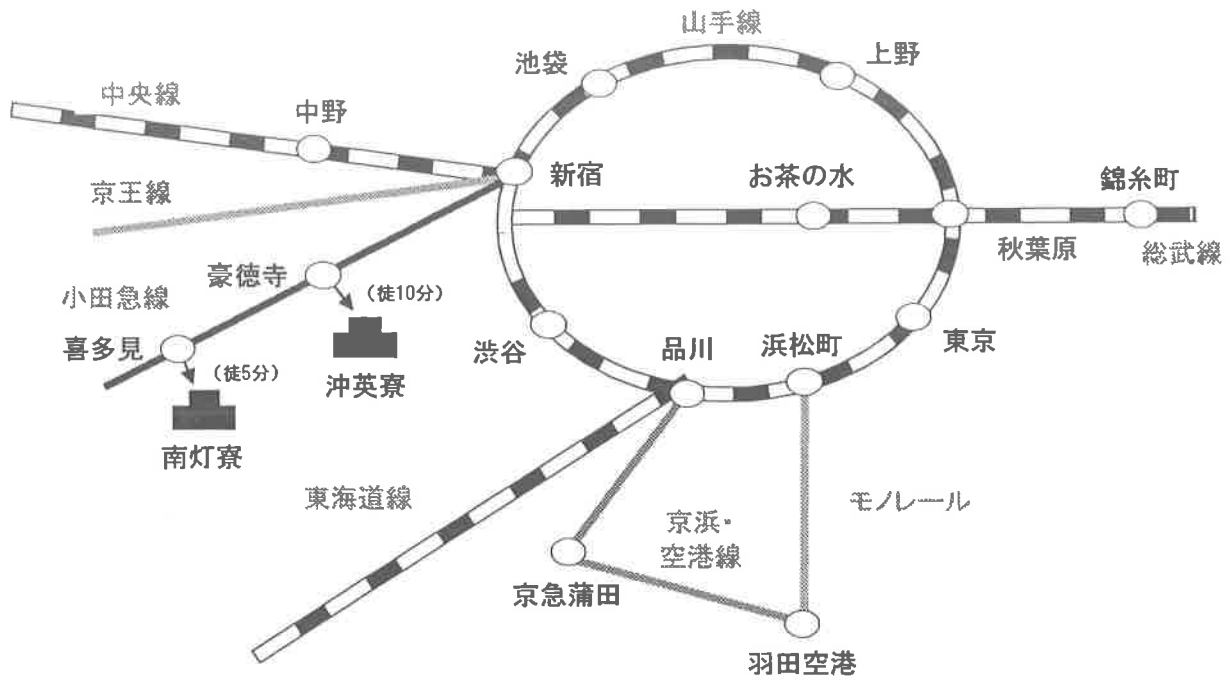 山手線
池袋
上野
中央線
中野
新宿
お茶の水
錦糸町
京王線
秋葉原
総武線
豪徳寺
(徒10分)
小田急線
喜多見
(徒5分)
沖英寮
南灯寮
渋谷
品川
浜松町
東京
東海道線
モノレール
京浜・
空港線
京急蒲田
羽田空港